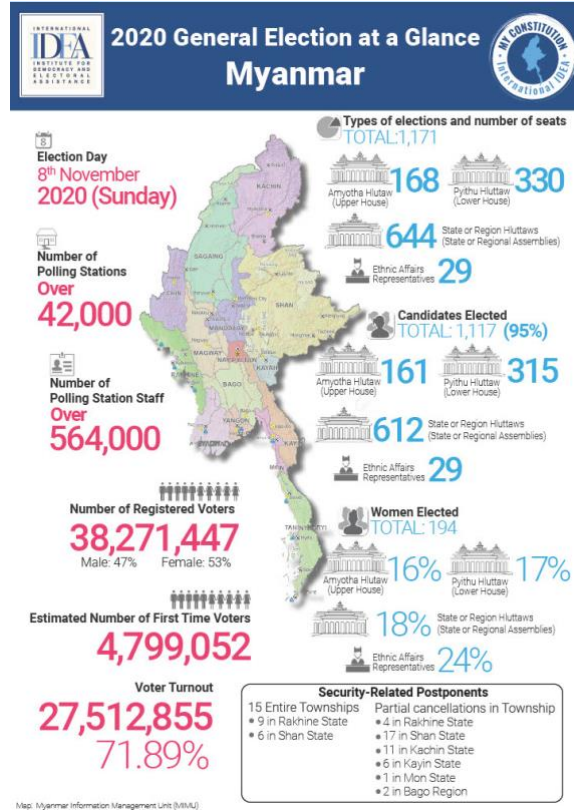 INTERNATIONAL
IDEA
INSTITUTE FOR
DEMOCRACY AND
ELECTORAL
ASSISTANCE
2020 General Election at a Glance
Myanmar
MY CONSTITUTION
International IDEA
8
Election Day
8th November
2020 (Sunday)
Number of
Polling Stations
Over
42,000
Number of
Polling Station Staff
Over
564,000
Number of Registered Voters
38,271,447
Male: 47% Female: 53%
Estimated Number of First Time Voters
4,799,052
Voter Turnout
27,512,855
71.89%
KACHIN
SAGAING
SHAN
CHIN
MAGWAY
KAYAH
BAGO
YANGON
Types of elections and number of seats
TOTAL:1,171
Amyotha Hlutaw
(Upper House)
168
Pyithu Hluttaw
(Lower House)
330
644
State or Region Hluttaws
(State or Regional Assemblies)
Ethnic Affairs
Representatives
29
Candidates Elected
TOTAL: 1,117 (95%)
Amyotha Hlutaw
(Upper House)
161
Pyithu Hluttaw
(Lower House)
315
612
State or Region Hluttaws
(State or Regional Assemblies)
Ethnic Affairs
Representatives
29
Women Elected
TOTAL: 194
Amyotha Hlutaw
(Upper House)
16%
Pyithu Hluttaw
(Lower House)
17%
18%
State or Region Hluttaws
(State or Regional Assemblies)
Ethnic Affairs
Representatives
24%
Security-Related Postponents
15 Entire Townships
• 9 in Rakhine State
• 6 in Shan State
Partial cancellations in Township
• 4 in Rakhine State
• 17 in Shan State
• 11 in Kachin State
• 6 in Kayin State
• 1 in Mon State
• 2 in Bago Region
Map: Myanmar Information Management Unit (MIMU)